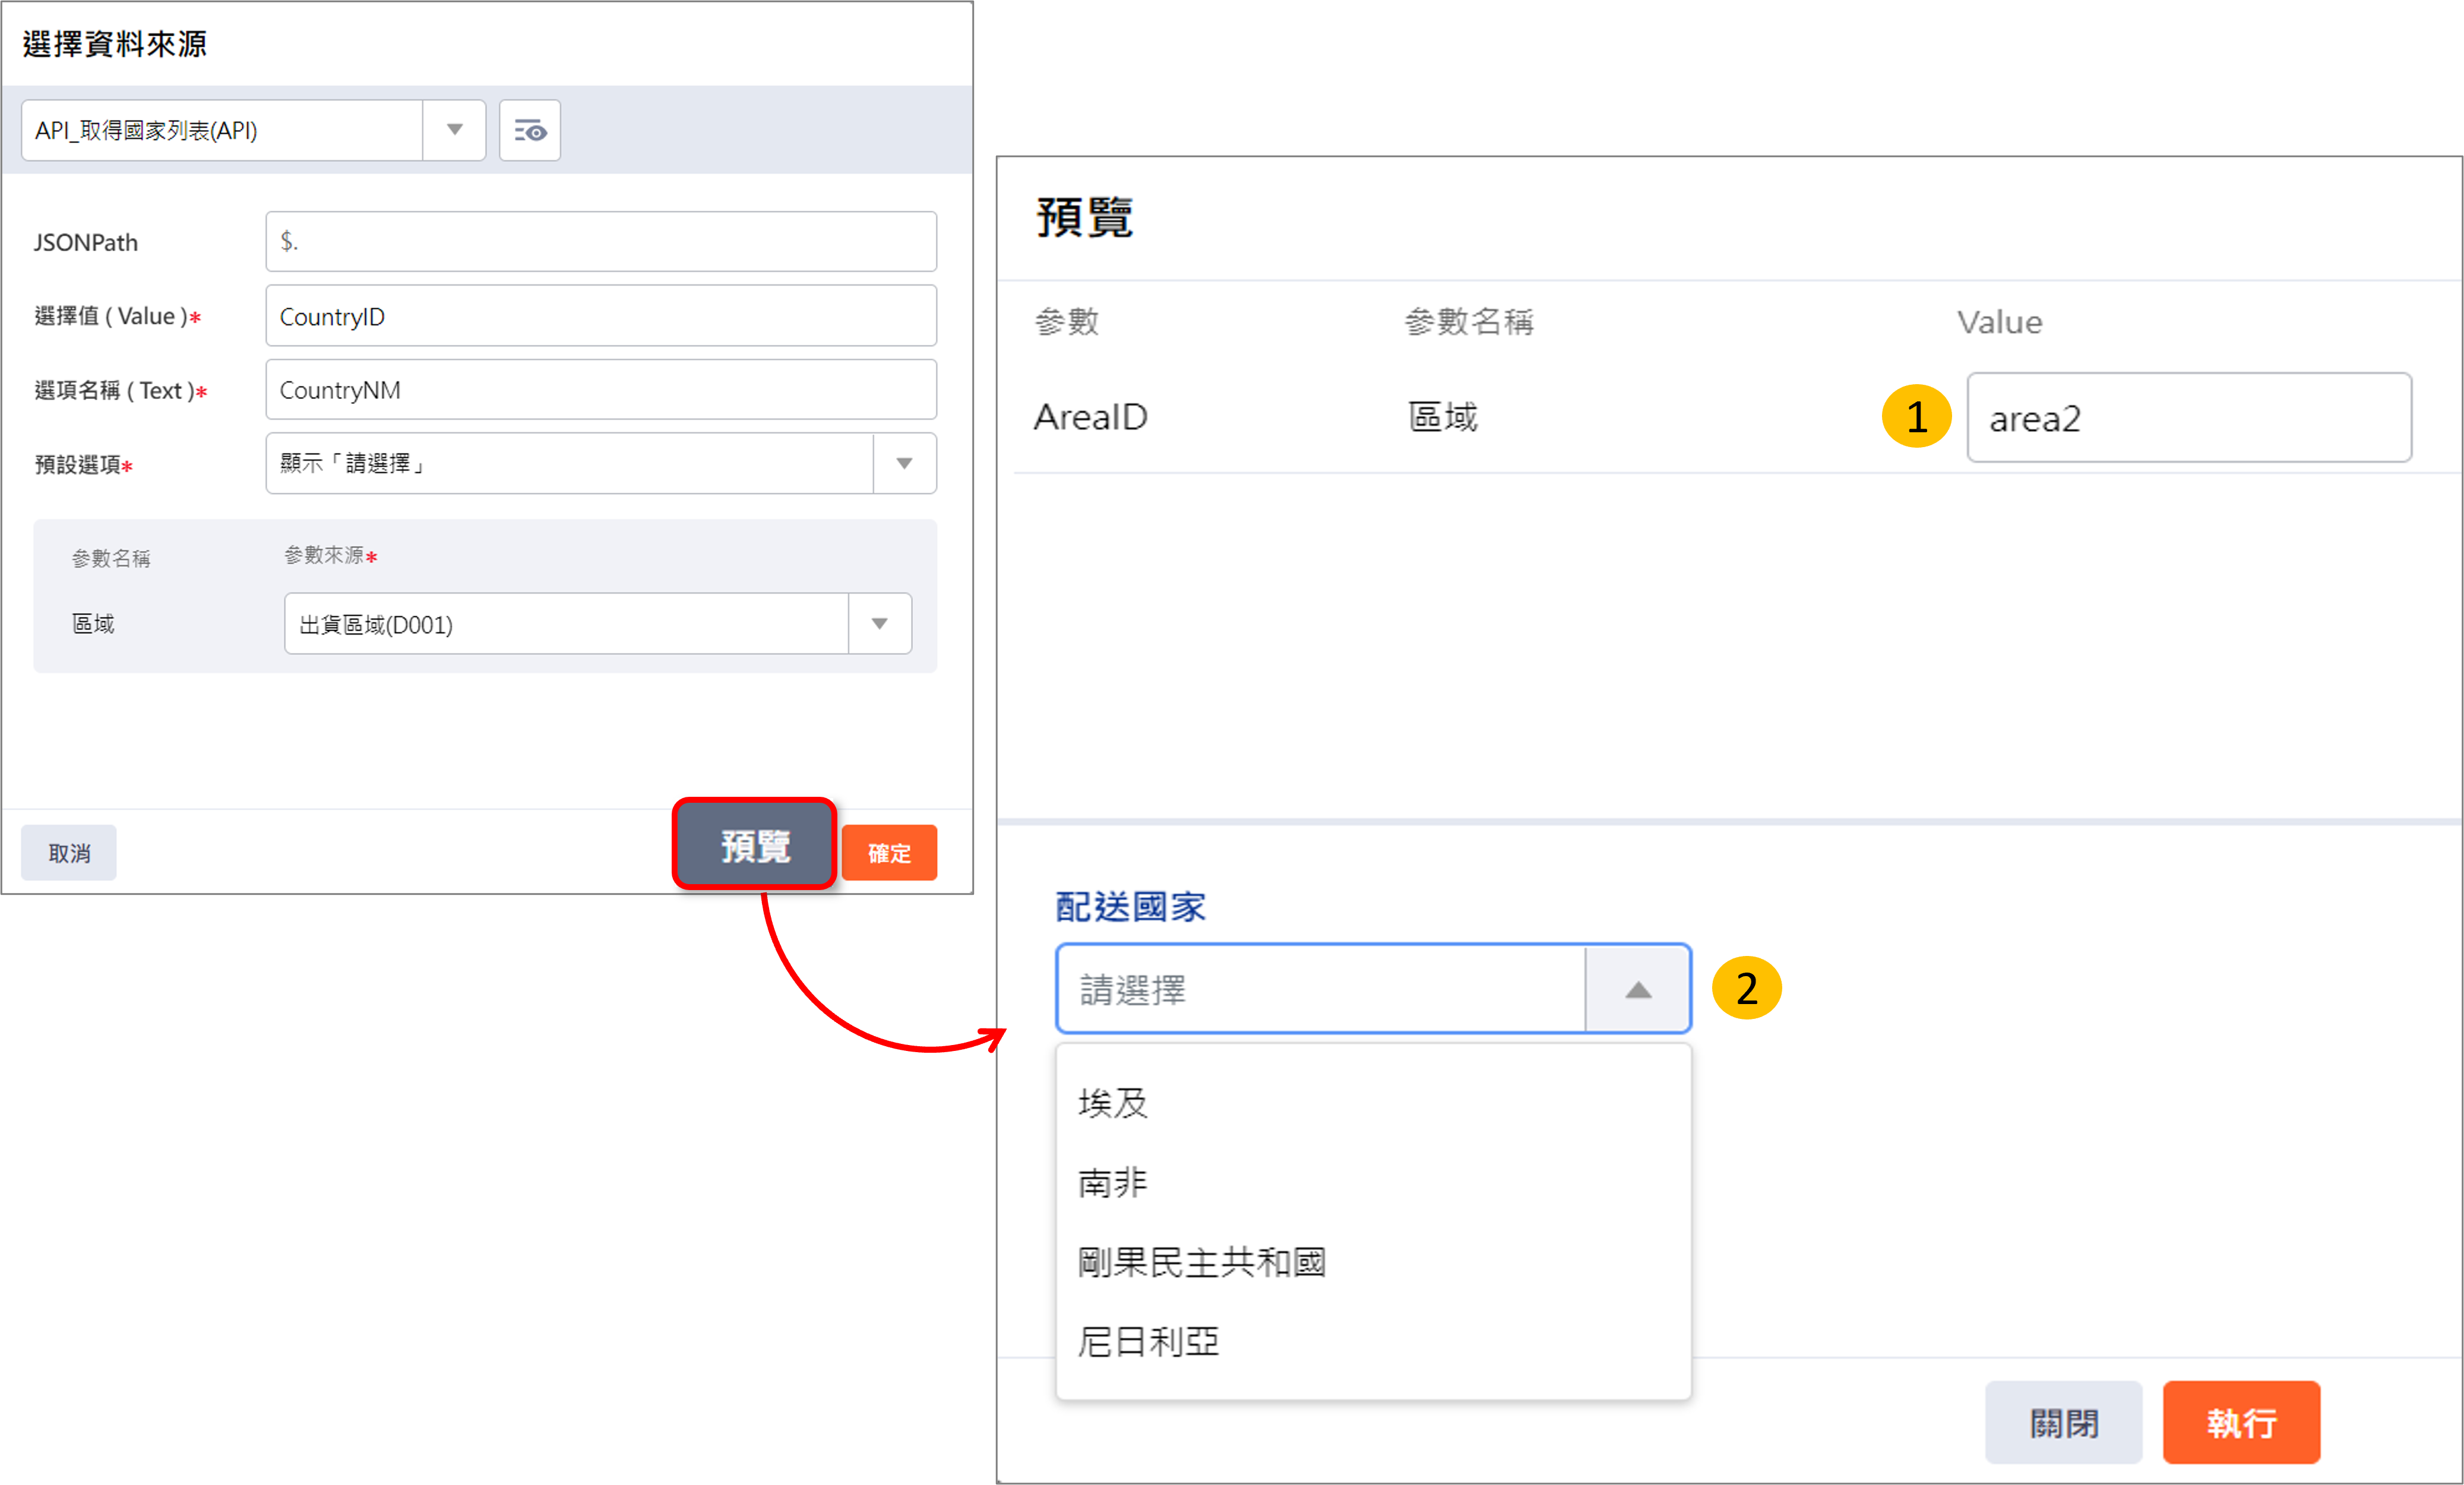 選擇資料來源
API_取得國家列表(API)
JSONPath
$.
選擇值 ( Value )*
CountryID
選項名稱 ( Text )*
CountryNM
預設選項*
顯示「請選擇」
參數名稱
參數來源*
區域
出貨區域(D001)
取消
預覽
確定
預覽
參數
參數名稱
Value
AreaID
區域
1
area2
配送國家
請選擇
2
埃及
南非
剛果民主共和國
尼日利亞
關閉
執行